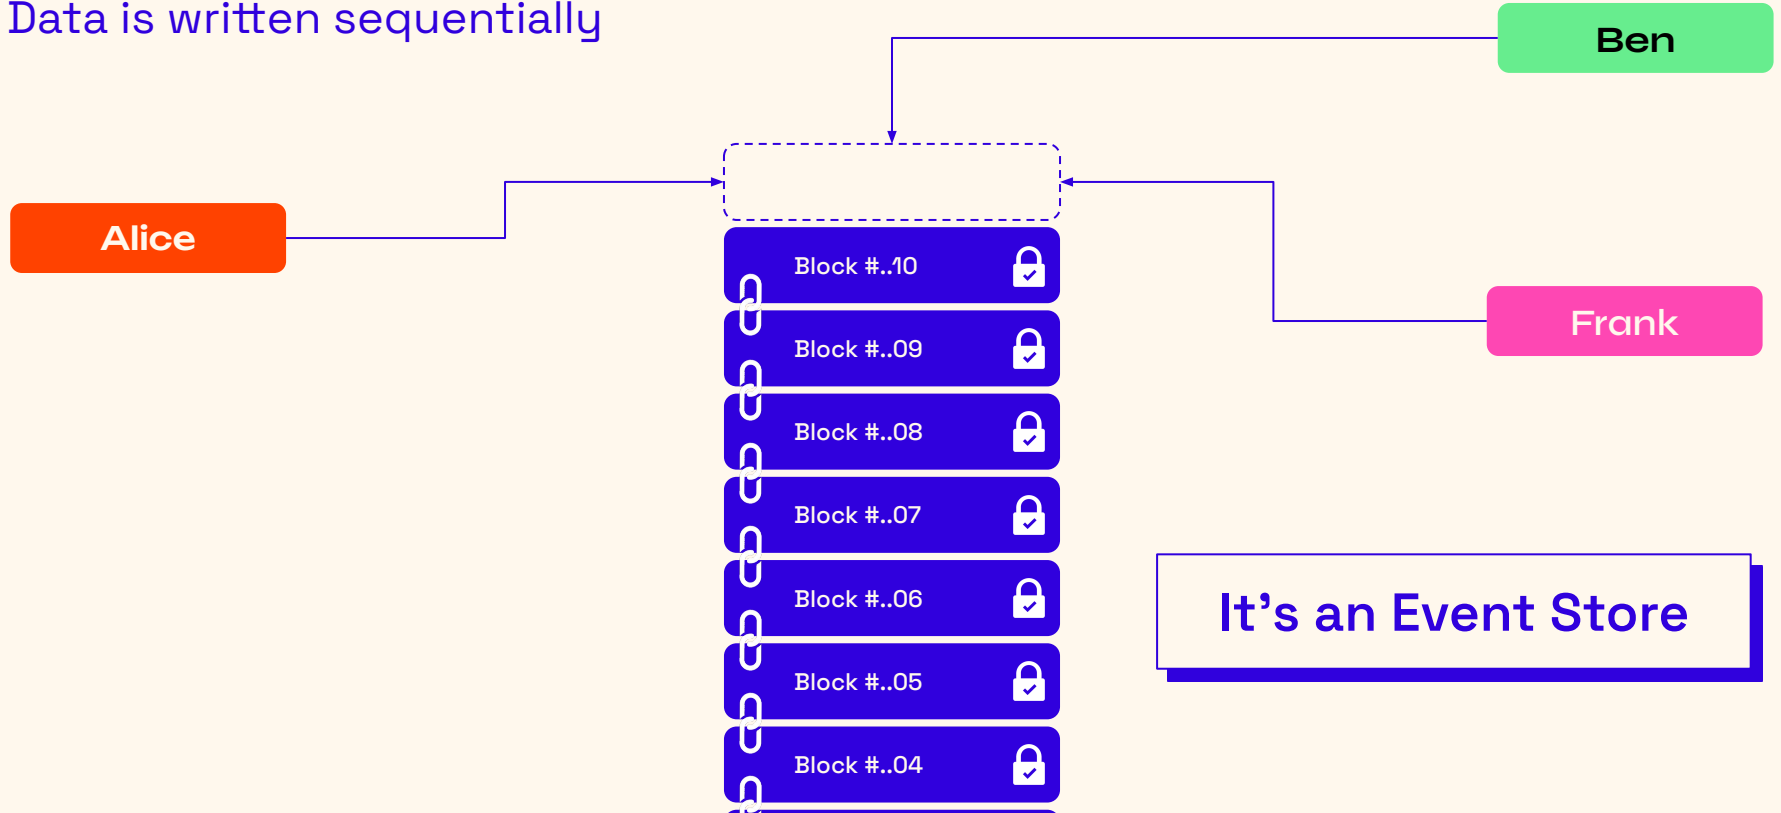 Data is written sequentially
Ben
Alice
Block #..10
Frank
Block #..09
Block #..08
Block #..07
Block #..06
It’s an Event Store
Block #..05
Block #..04